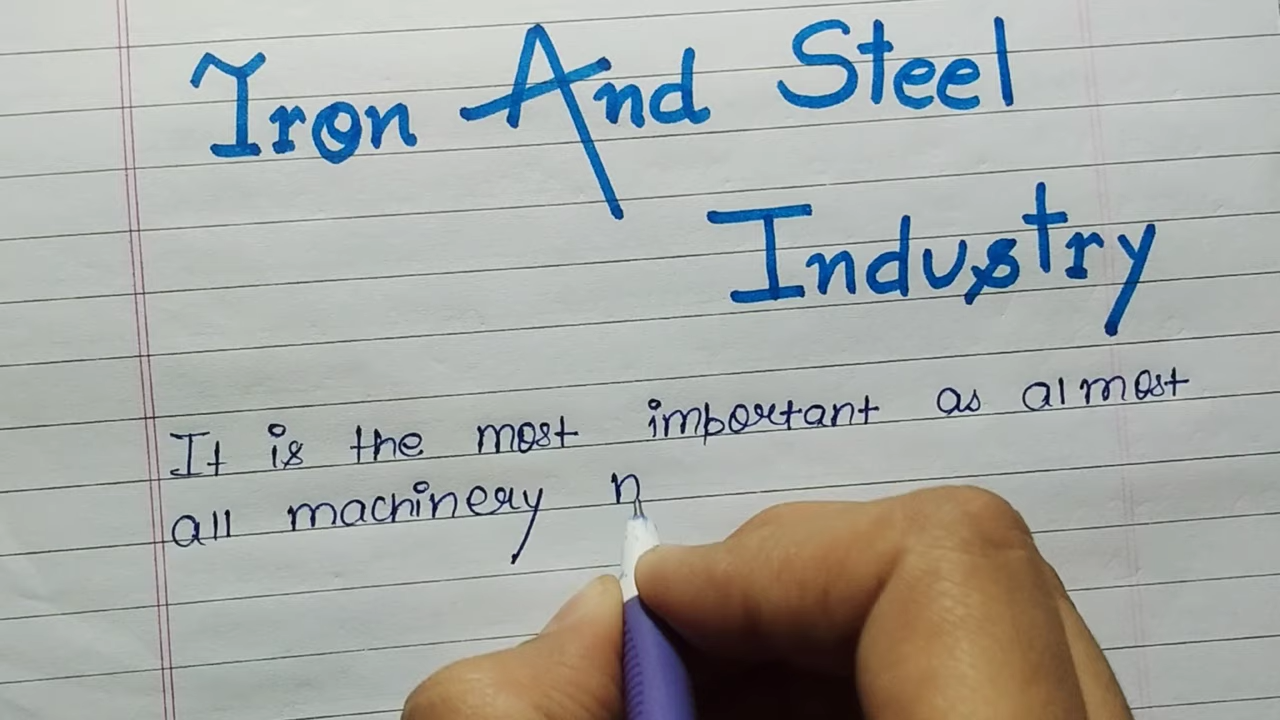 Iron And Steel
Industry
It is the most important as almost
all machinery n